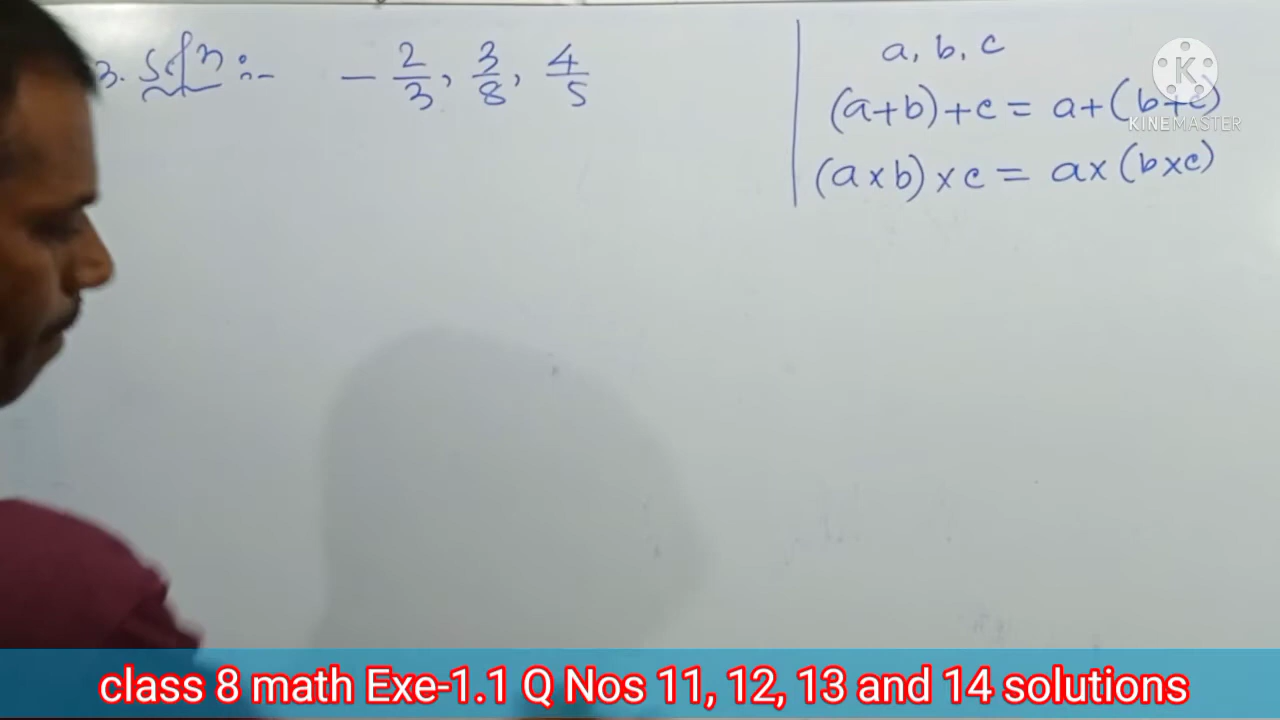 3. Sol^n :- - 2/3, 3/8, 4/5
a, b, c
(a+b)+c = a+(b+c)
(a×b)×c = a×(b×c)
K
KINEMASTER
class 8 math Exe-1.1 Q Nos 11, 12, 13 and 14 solutions